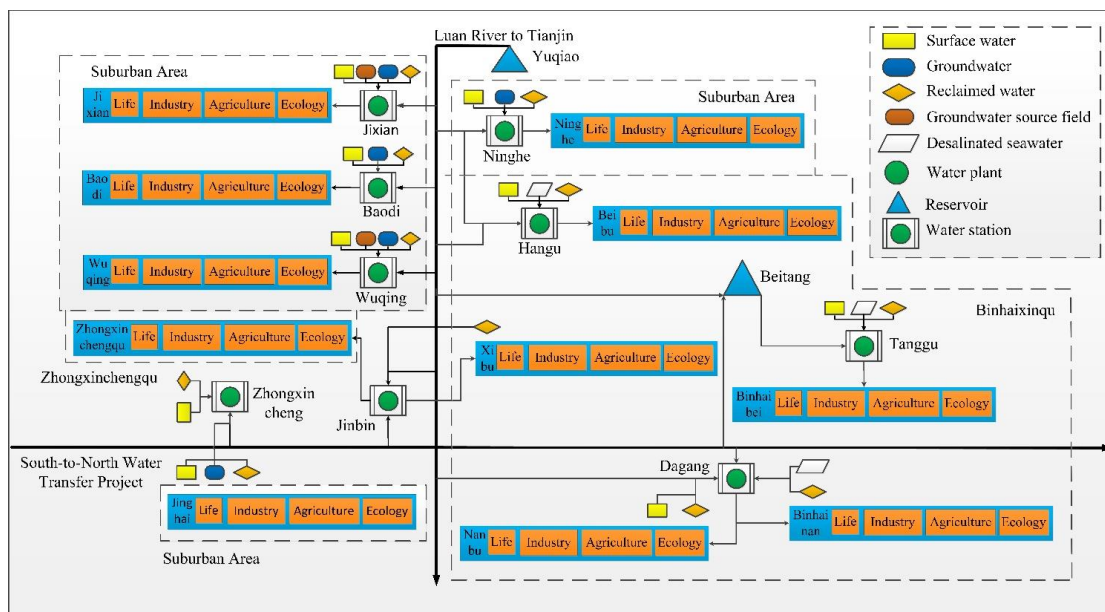 Luan River to Tianjin
Yuqiao
Suburban Area
Ji
xian
Life
Industry
Agriculture
Ecology
Jixian
Bao
di
Life
Industry
Agriculture
Ecology
Baodi
Wu
qing
Life
Industry
Agriculture
Ecology
Wuqing
Zhongxin
chengqu
Life
Industry
Agriculture
Ecology
Zhongxinchengqu
Zhongxin
cheng
Jinbin
South-to-North Water
Transfer Project
Jing
hai
Life
Industry
Agriculture
Ecology
Suburban Area
Suburban Area
Ninghe
Ning
he
Life
Industry
Agriculture
Ecology
Hangu
Bei
bu
Life
Industry
Agriculture
Ecology
Beitang
Binhaixinqu
Tanggu
Xi
bu
Life
Industry
Agriculture
Ecology
Binhai
bei
Life
Industry
Agriculture
Ecology
Dagang
Nan
bu
Life
Industry
Agriculture
Ecology
Binhai
nan
Life
Industry
Agriculture
Ecology
Surface water
Groundwater
Reclaimed water
Groundwater source field
Desalinated seawater
Water plant
Reservoir
Water station